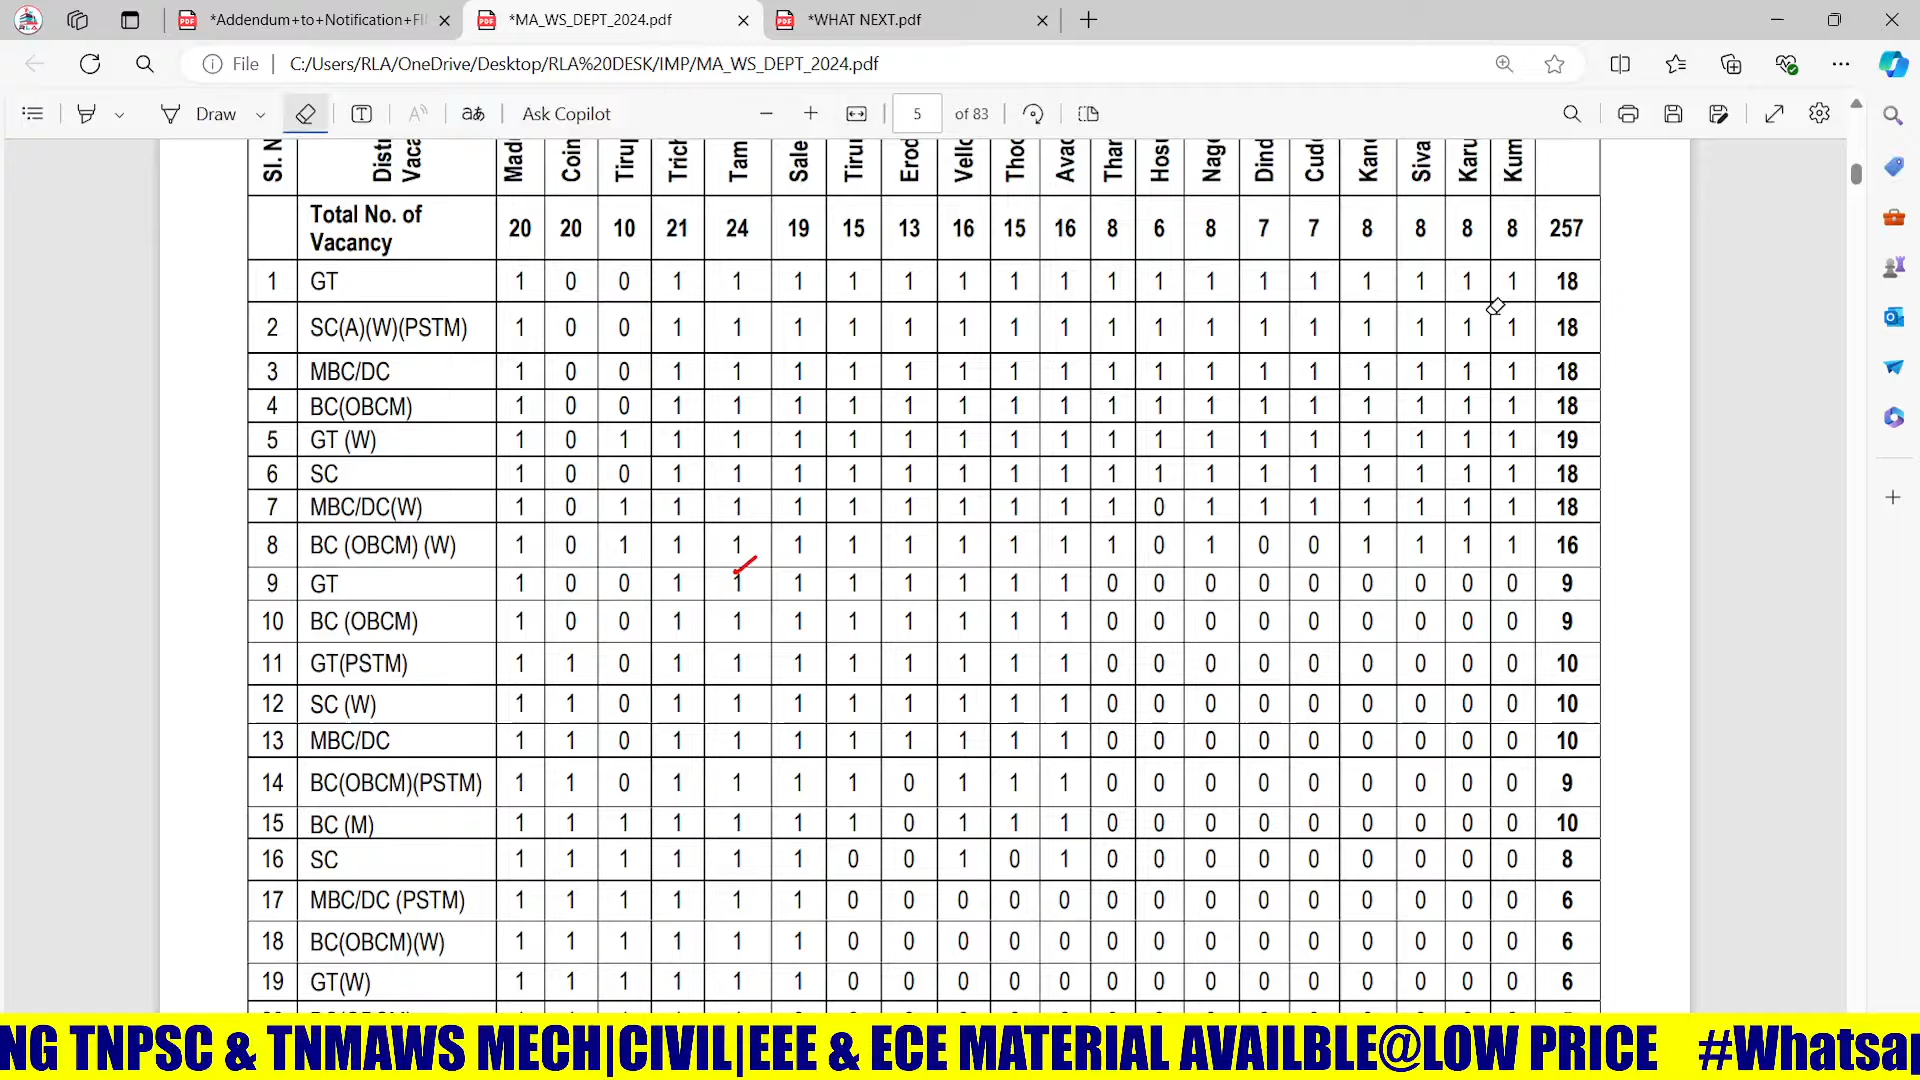 *Addendum+to+Notification+FI
*MA_WS_DEPT_2024.pdf
*WHAT NEXT.pdf
File C:/Users/RLA/OneDrive/Desktop/RLA%20DESK/IMP/MA_WS_DEPT_2024.pdf
Draw aあ Ask Copilot 5 of 83
Sl. N Distri Vaca Mad Coin Tirup Trich Tam Sale Tirun Erod Vello Thoo Avad Than Hosu Naga Dind Cudd Kanc Siva Karu Kum
Total No. of
Vacancy 20 20 10 21 24 19 15 13 16 15 16 8 6 8 7 7 8 8 8 8 257
1 GT 1 0 0 1 1 1 1 1 1 1 1 1 1 1 1 1 1 1 1 1 18
2 SC(A)(W)(PSTM) 1 0 0 1 1 1 1 1 1 1 1 1 1 1 1 1 1 1 1 1 18
3 MBC/DC 1 0 0 1 1 1 1 1 1 1 1 1 1 1 1 1 1 1 1 1 18
4 BC(OBCM) 1 0 0 1 1 1 1 1 1 1 1 1 1 1 1 1 1 1 1 1 18
5 GT (W) 1 0 1 1 1 1 1 1 1 1 1 1 1 1 1 1 1 1 1 1 19
6 SC 1 0 0 1 1 1 1 1 1 1 1 1 1 1 1 1 1 1 1 1 18
7 MBC/DC(W) 1 0 1 1 1 1 1 1 1 1 1 1 0 1 1 1 1 1 1 1 18
8 BC (OBCM) (W) 1 0 1 1 1 1 1 1 1 1 1 1 0 1 0 0 1 1 1 1 16
9 GT 1 0 0 1 1 1 1 1 1 1 1 0 0 0 0 0 0 0 0 0 9
10 BC (OBCM) 1 0 0 1 1 1 1 1 1 1 1 0 0 0 0 0 0 0 0 0 9
11 GT(PSTM) 1 1 0 1 1 1 1 1 1 1 1 0 0 0 0 0 0 0 0 0 10
12 SC (W) 1 1 0 1 1 1 1 1 1 1 1 0 0 0 0 0 0 0 0 0 10
13 MBC/DC 1 1 0 1 1 1 1 1 1 1 1 0 0 0 0 0 0 0 0 0 10
14 BC(OBCM)(PSTM) 1 1 0 1 1 1 1 0 1 1 1 0 0 0 0 0 0 0 0 0 9
15 BC (M) 1 1 1 1 1 1 1 0 1 1 1 0 0 0 0 0 0 0 0 0 10
16 SC 1 1 1 1 1 1 0 0 1 0 1 0 0 0 0 0 0 0 0 0 8
17 MBC/DC (PSTM) 1 1 1 1 1 1 0 0 0 0 0 0 0 0 0 0 0 0 0 0 6
18 BC(OBCM)(W) 1 1 1 1 1 1 0 0 0 0 0 0 0 0 0 0 0 0 0 0 6
19 GT(W) 1 1 1 1 1 1 0 0 0 0 0 0 0 0 0 0 0 0 0 0 6
NG TNPSC & TNMAWS MECH|CIVIL|EEE & ECE MATERIAL AVAILBLE@LOW PRICE #Whatsap